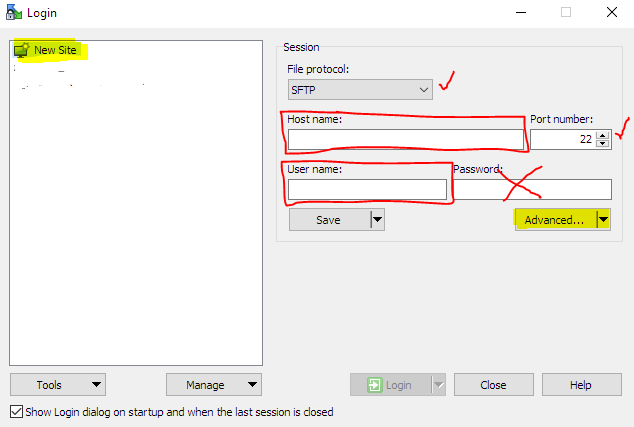 Login
New Site
Session
File protocol:
SFTP
Host name:
Port number:
22
User name:
Password:
Save
Advanced...
Tools
Manage
Login
Close
Help
Show Login dialog on startup and when the last session is closed